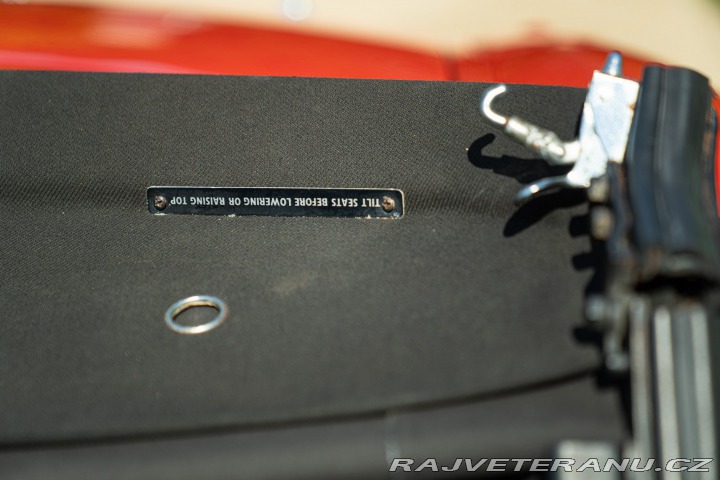 TILT SEATS BEFORE LOWERING OR RAISING TOP
RAJVETERANU.CZ